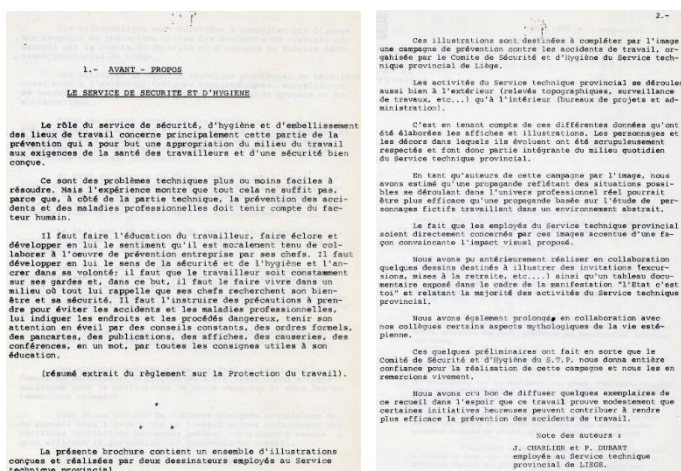 1.- AVANT - PROPOS
LE SERVICE DE SECURITE ET D'HYGIENE
Le rôle du service de sécurité, d'hygiène et d'embellissement
des lieux de travail concerne principalement cette partie de la
prévention qui a pour but une appropriation du milieu du travail
aux exigences de la santé des travailleurs et d'une sécurité bien
conçue.
Ce sont des problèmes techniques plus ou moins faciles à
résoudre. Mais l'expérience montre que tout cela ne suffit pas,
parce que, à côté de la partie technique, la prévention des acci-
dents et des maladies professionnelles doit tenir compte du fac-
teur humain.
Il faut faire l'éducation du travailleur, faire éclore et
développer en lui le sentiment qu'il est moralement tenu de col-
laborer à l'oeuvre de prévention entreprise par ses chefs. Il faut
développer en lui le sens de la sécurité et de l'hygiène et l'an-
crer dans sa volonté: il faut que le travailleur soit constamment
sur ses gardes et, dans ce but, il faut le faire vivre dans un
milieu où tout lui rappelle que ses chefs recherchent son bien-
être et sa sécurité. Il faut l'instruire des précautions à pren-
dre pour éviter les accidents et les maladies professionnelles,
lui indiquer les endroits et les procédés dangereux, tenir son
attention en éveil par des conseils constants, des ordres formels,
des pancartes, des publications, des affiches, des causeries, des
conférences, en un mot, par toutes les consignes utiles à son
éducation.
(résumé extrait du règlement sur la Protection du travail).
*
* *
La présente brochure contient un ensemble d'illustrations
conçues et réalisées par deux dessinateurs employés au Service
technique provincial.
2.-
Ces illustrations sont destinées à compléter par l'image
une campagne de prévention contre les accidents de travail, or-
ganisée par le Comite de Sécurité et d'Hygiène du Service tech-
nique provincial de Liège.
Les activités du Service technique provincial se déroulen
aussi bien à l'extérieur (relevés topographiques, surveillance
de travaux, etc...) qu'à l'intérieur (bureaux de projets et ad-
ministration).
C'est en tenant compte de ces différentes données qu'ont
été élaborées les affiches et illustrations. Les personnages et
les décors dans lequels ils évoluent ont été scrupuleusement
respectés et font donc partie intégrante du milieu quotidien
du Service technique provincial.
En tant qu'auteurs de cette campagne par l'image, nous
avons estimé qu'une propagande reflétant des situations possi-
bles se déroulant dans l'univers professionnel réel pourrait
être plus efficace qu'une propagande basée sur l'étude de per-
sonnages fictifs travaillant dans un environnement abstrait.
Le fait que les employés du Service technique provincial
soient directement concernés par ces images accentue d'une fa-
çon convaincante l'impact visuel proposé.
Nous avons pu antérieurement réaliser en collaboration
quelques dessins destinés à illustrer des invitations (excur-
sions, mises à la retraite, etc....) ainsi qu'un tableau docu-
mentaire exposé dans le cadre de la manifestation "l'Etat c'est
toi" et relatant la majorité des activités du Service technique
provincial.
Nous avons également prolongé en collaboration avec
nos collègues certains aspects mythologiques de la vie esté-
pienne.
Ces quelques préliminaires ont fait en sorte que le
Comité de Sécurité et d'Hygiène du S.T.P. nous donna entière
confiance pour la réalisation de cette campagne et nous les en
remercions vivement.
Nous avons cru bon de diffuser quelques exemplaires de
ce recueil dans l'espoir que ce travail prouve modestement que
certaines initiatives heureuses peuvent contribuer à rendre
plus efficace la prévention des accidents de travail.
Note des auteurs :
J. CHARLIER et P. DUBART
employés au Service technique
provincial de LIEGE.